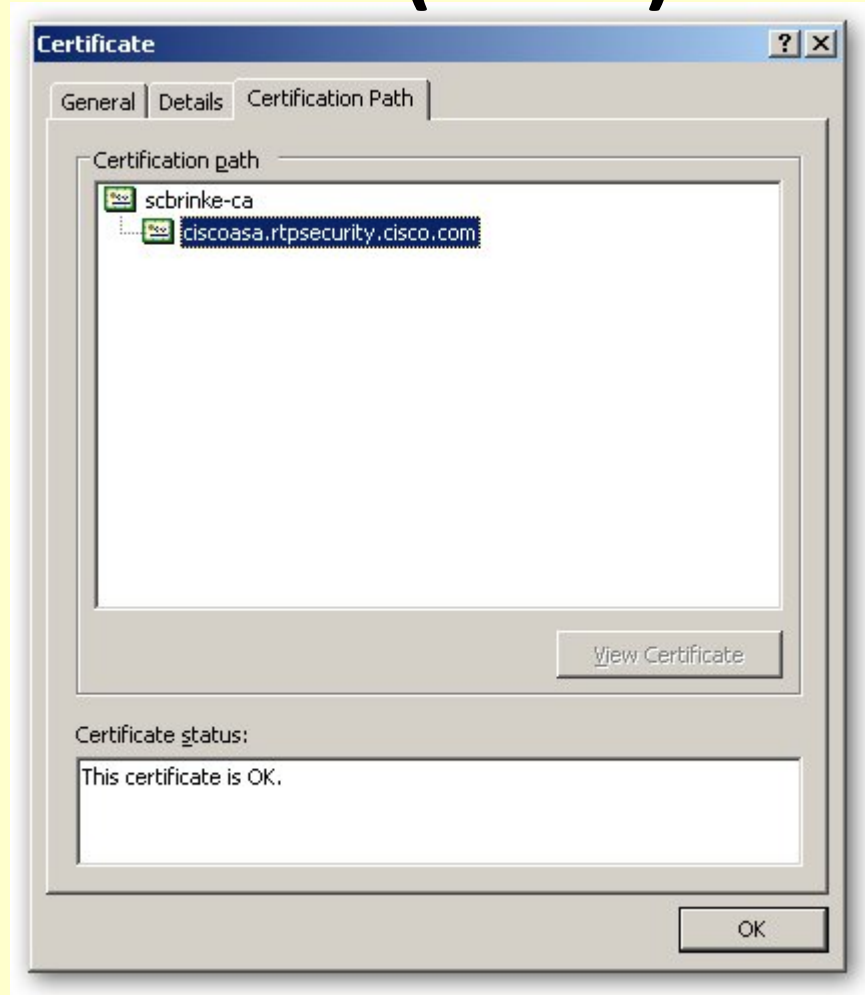 Certificate
General Details Certification Path
Certification path
scbrinke-ca
ciscoasa.rtpsecurity.cisco.com
View Certificate
Certificate status:
This certificate is OK.
OK